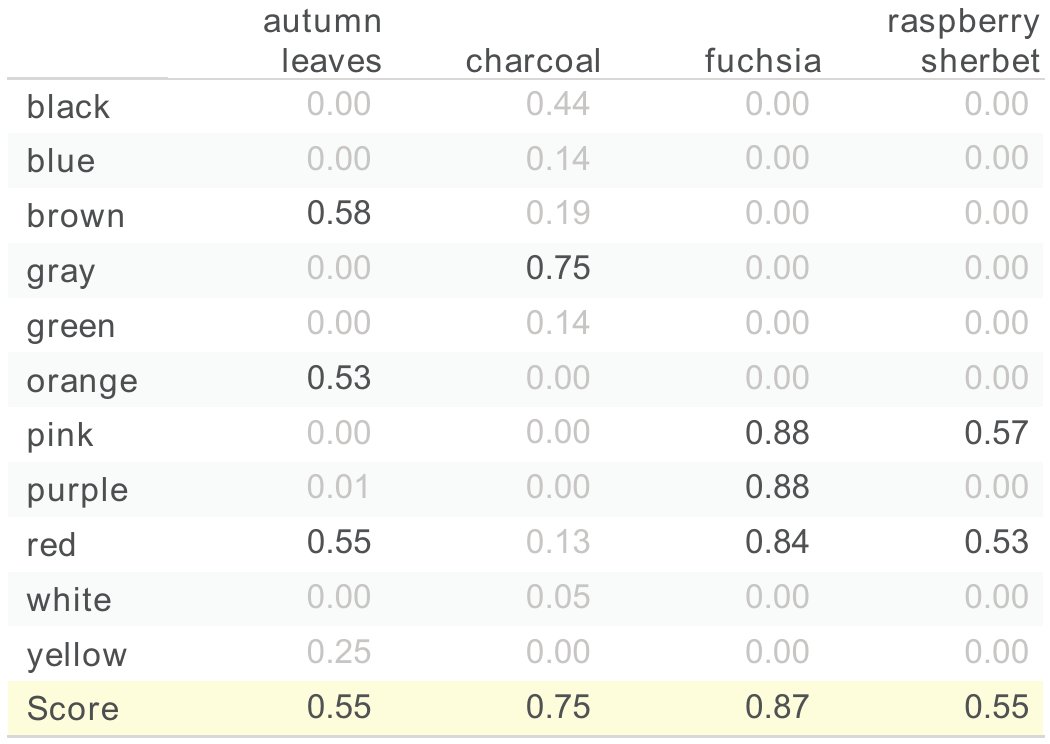 autumn raspberry
leaves charcoal fuchsia sherbet
black 0.00 0.44 0.00 0.00
blue 0.00 0.14 0.00 0.00
brown 0.58 0.19 0.00 0.00
gray 0.00 0.75 0.00 0.00
green 0.00 0.14 0.00 0.00
orange 0.53 0.00 0.00 0.00
pink 0.00 0.00 0.88 0.57
purple 0.01 0.00 0.88 0.00
red 0.55 0.13 0.84 0.53
white 0.00 0.05 0.00 0.00
yellow 0.25 0.00 0.00 0.00
Score 0.55 0.75 0.87 0.55